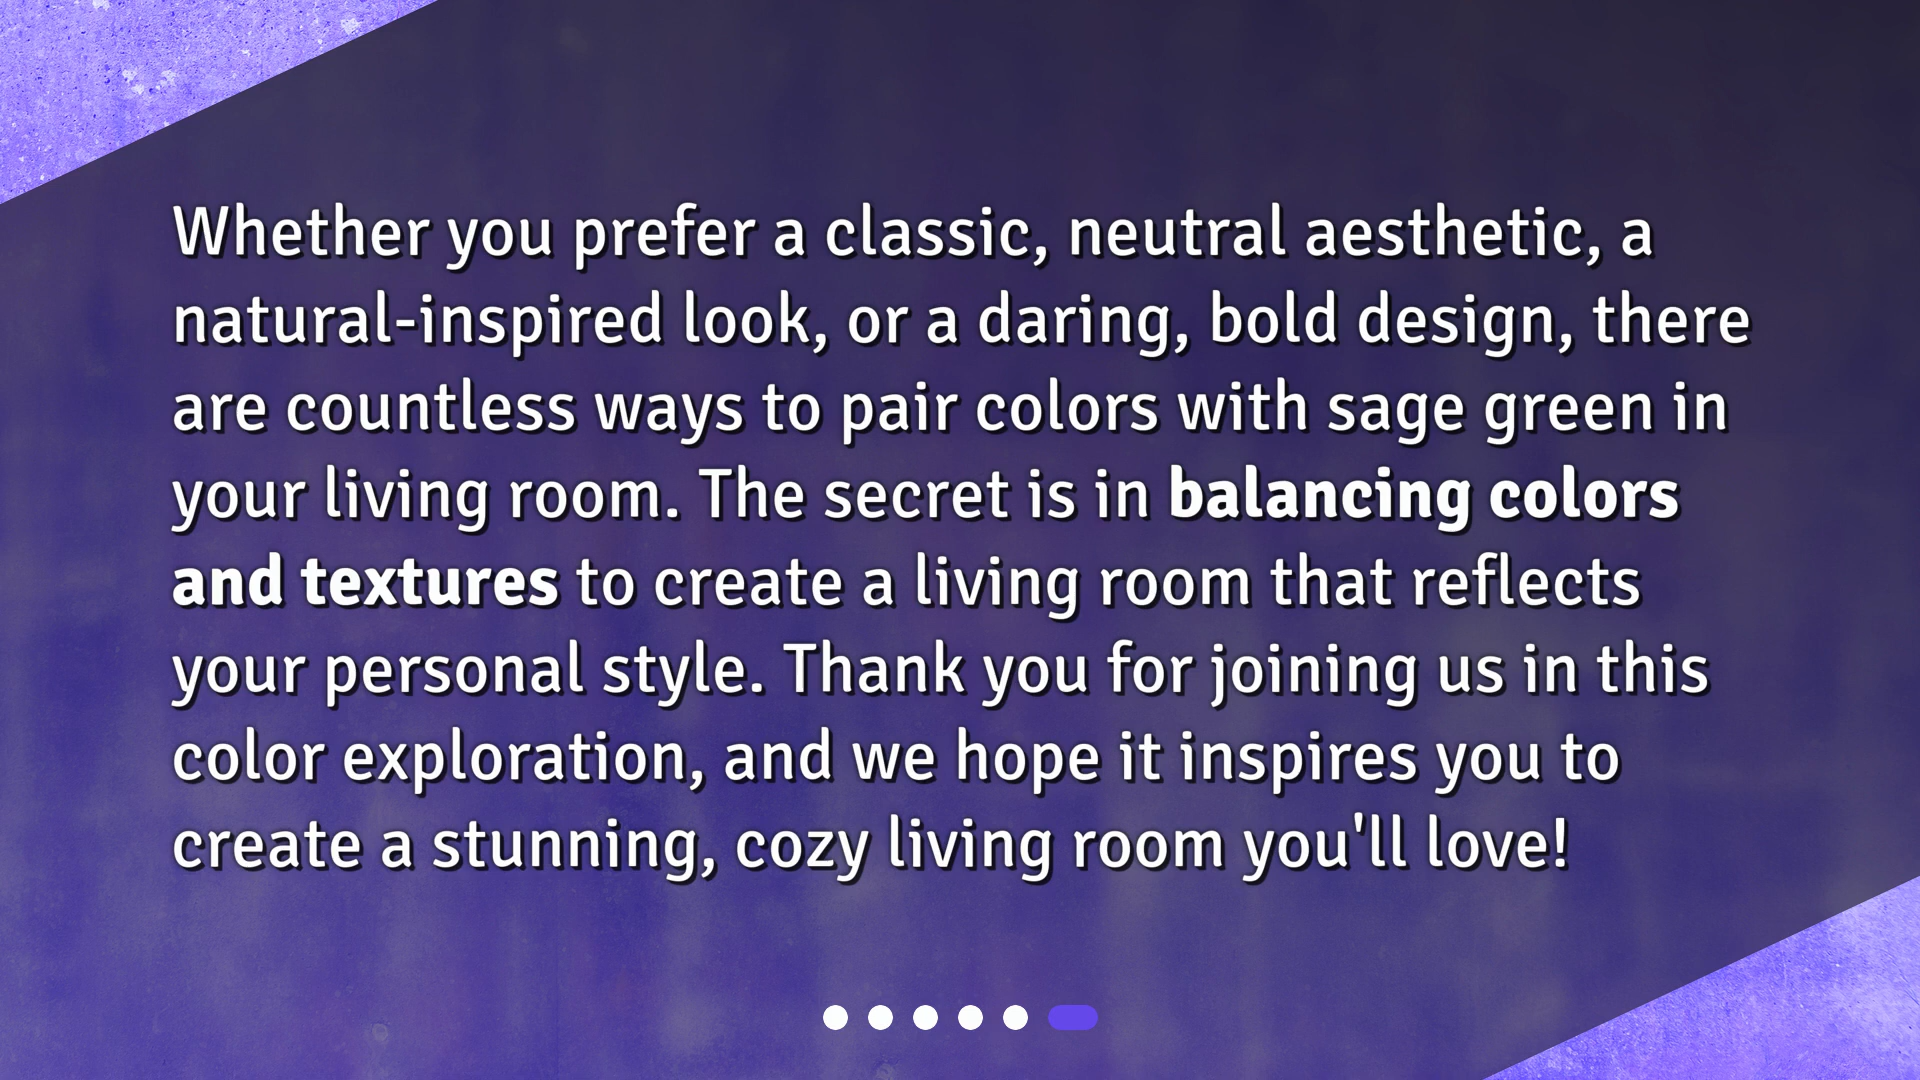 Whether you prefer a classic, neutral aesthetic, a
natural-inspired look, or a daring, bold design, there
are countless ways to pair colors with sage green in
your living room. The secret is in balancing colors
and textures to create a living room that reflects
your personal style. Thank you for joining us in this
color exploration, and we hope it inspires you to
create a stunning, cozy living room you'll love!